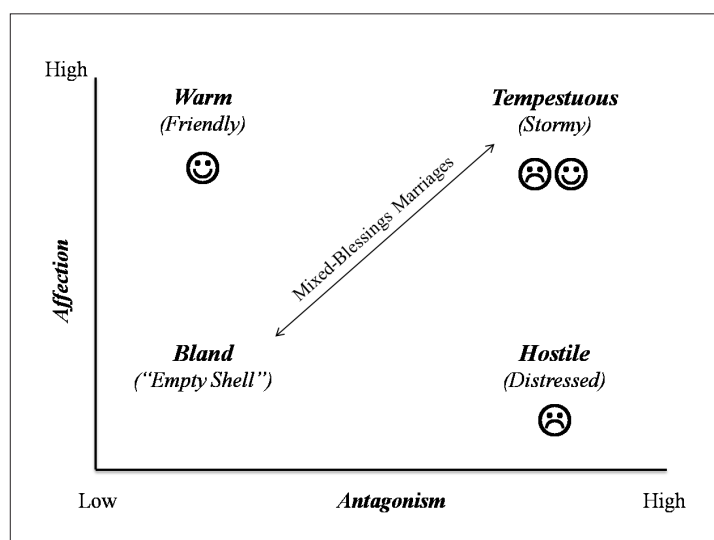 High
Warm
(Friendly)
Tempestuous
(Stormy)
Mixed-Blessings Marriages
Affection
Bland
(“Empty Shell”)
Hostile
(Distressed)
Low
Antagonism
High